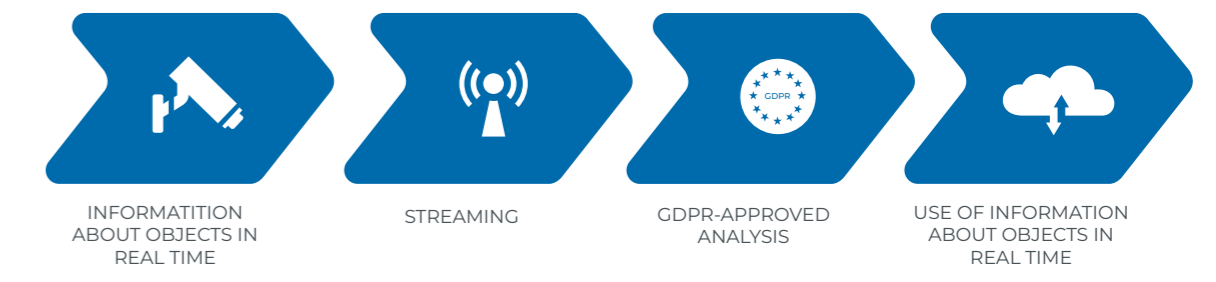 GDPR
INFORMATITION
ABOUT OBJECTS IN
REAL TIME
STREAMING
GDPR-APPROVED
ANALYSIS
USE OF INFORMATION
ABOUT OBJECTS IN
REAL TIME